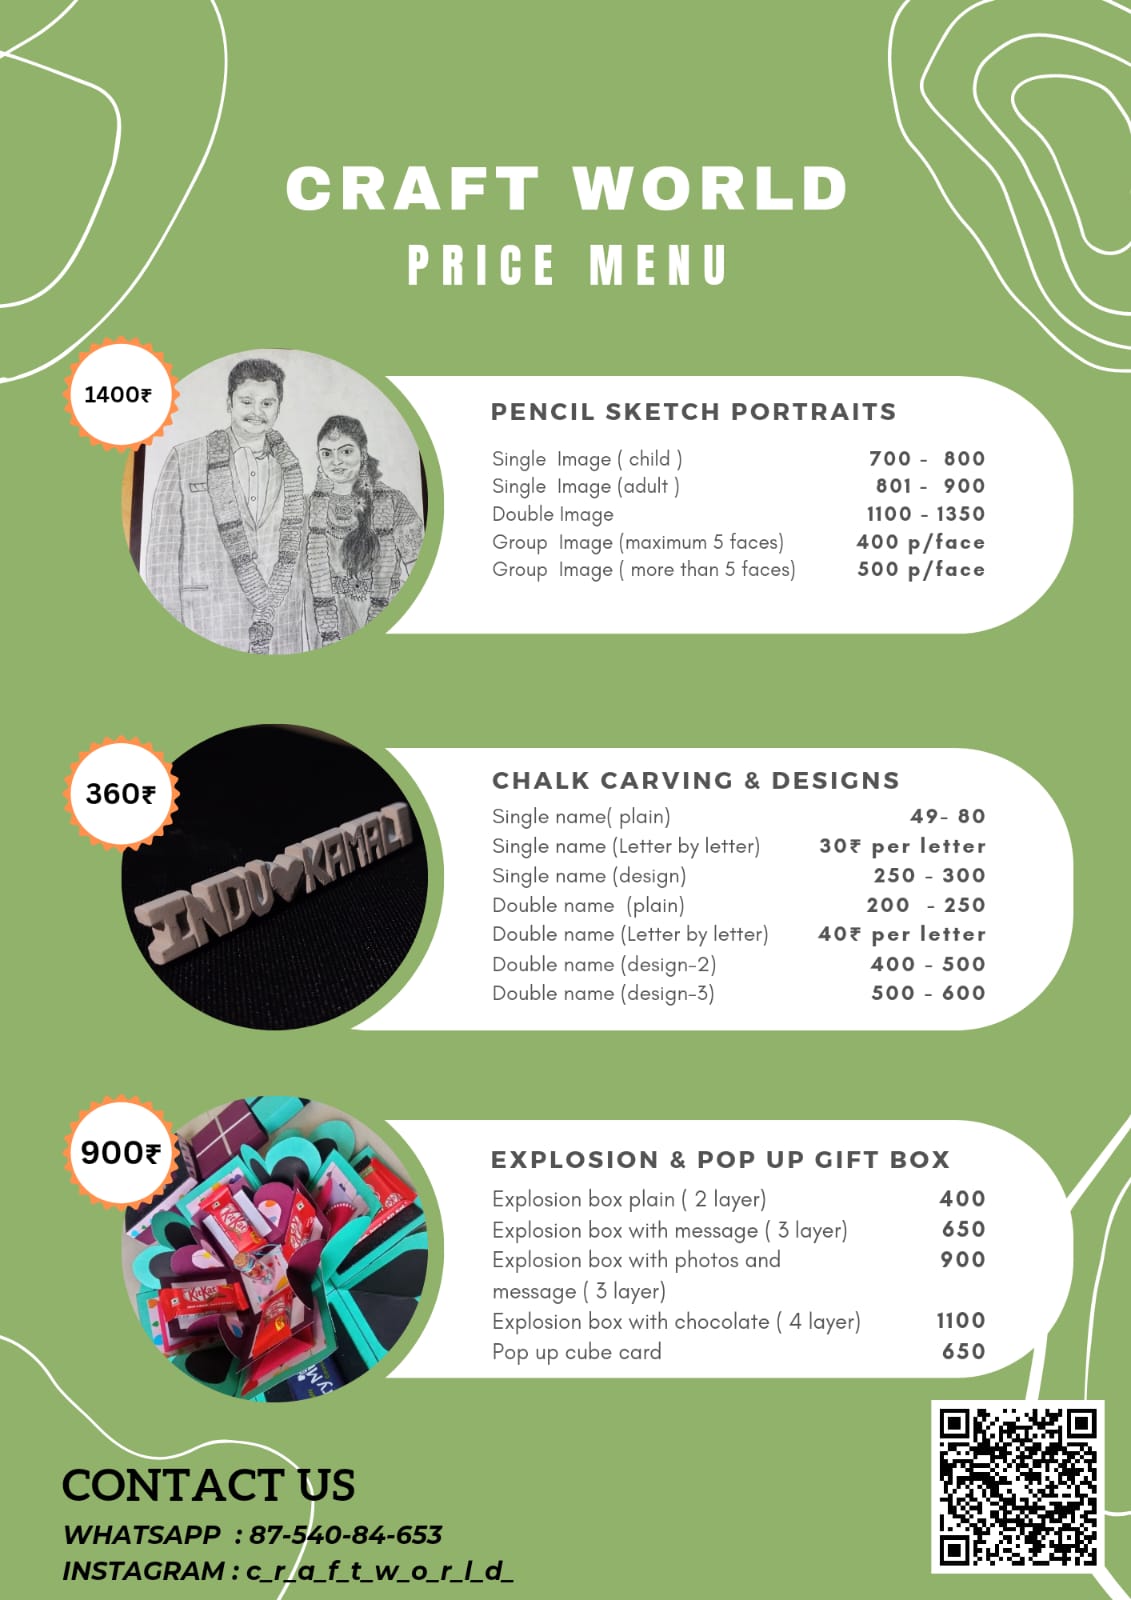 CRAFT WORLD
PRICE MENU
1400₹
PENCIL SKETCH PORTRAITS
Single Image ( child ) 700 - 800
Single Image (adult ) 801 - 900
Double Image 1100 - 1350
Group Image (maximum 5 faces) 400 p/face
Group Image ( more than 5 faces) 500 p/face
360₹
INDU♥KAMALI
CHALK CARVING & DESIGNS
Single name( plain) 49- 80
Single name (Letter by letter) 30₹ per letter
Single name (design) 250 - 300
Double name (plain) 200 - 250
Double name (Letter by letter) 40₹ per letter
Double name (design-2) 400 - 500
Double name (design-3) 500 - 600
900₹
KitKat
KitKat
EXPLOSION & POP UP GIFT BOX
Explosion box plain ( 2 layer) 400
Explosion box with message ( 3 layer) 650
Explosion box with photos and 900
message ( 3 layer)
Explosion box with chocolate ( 4 layer) 1100
Pop up cube card 650
CONTACT US
WHATSAPP : 87-540-84-653
INSTAGRAM : c_r_a_f_t_w_o_r_l_d_